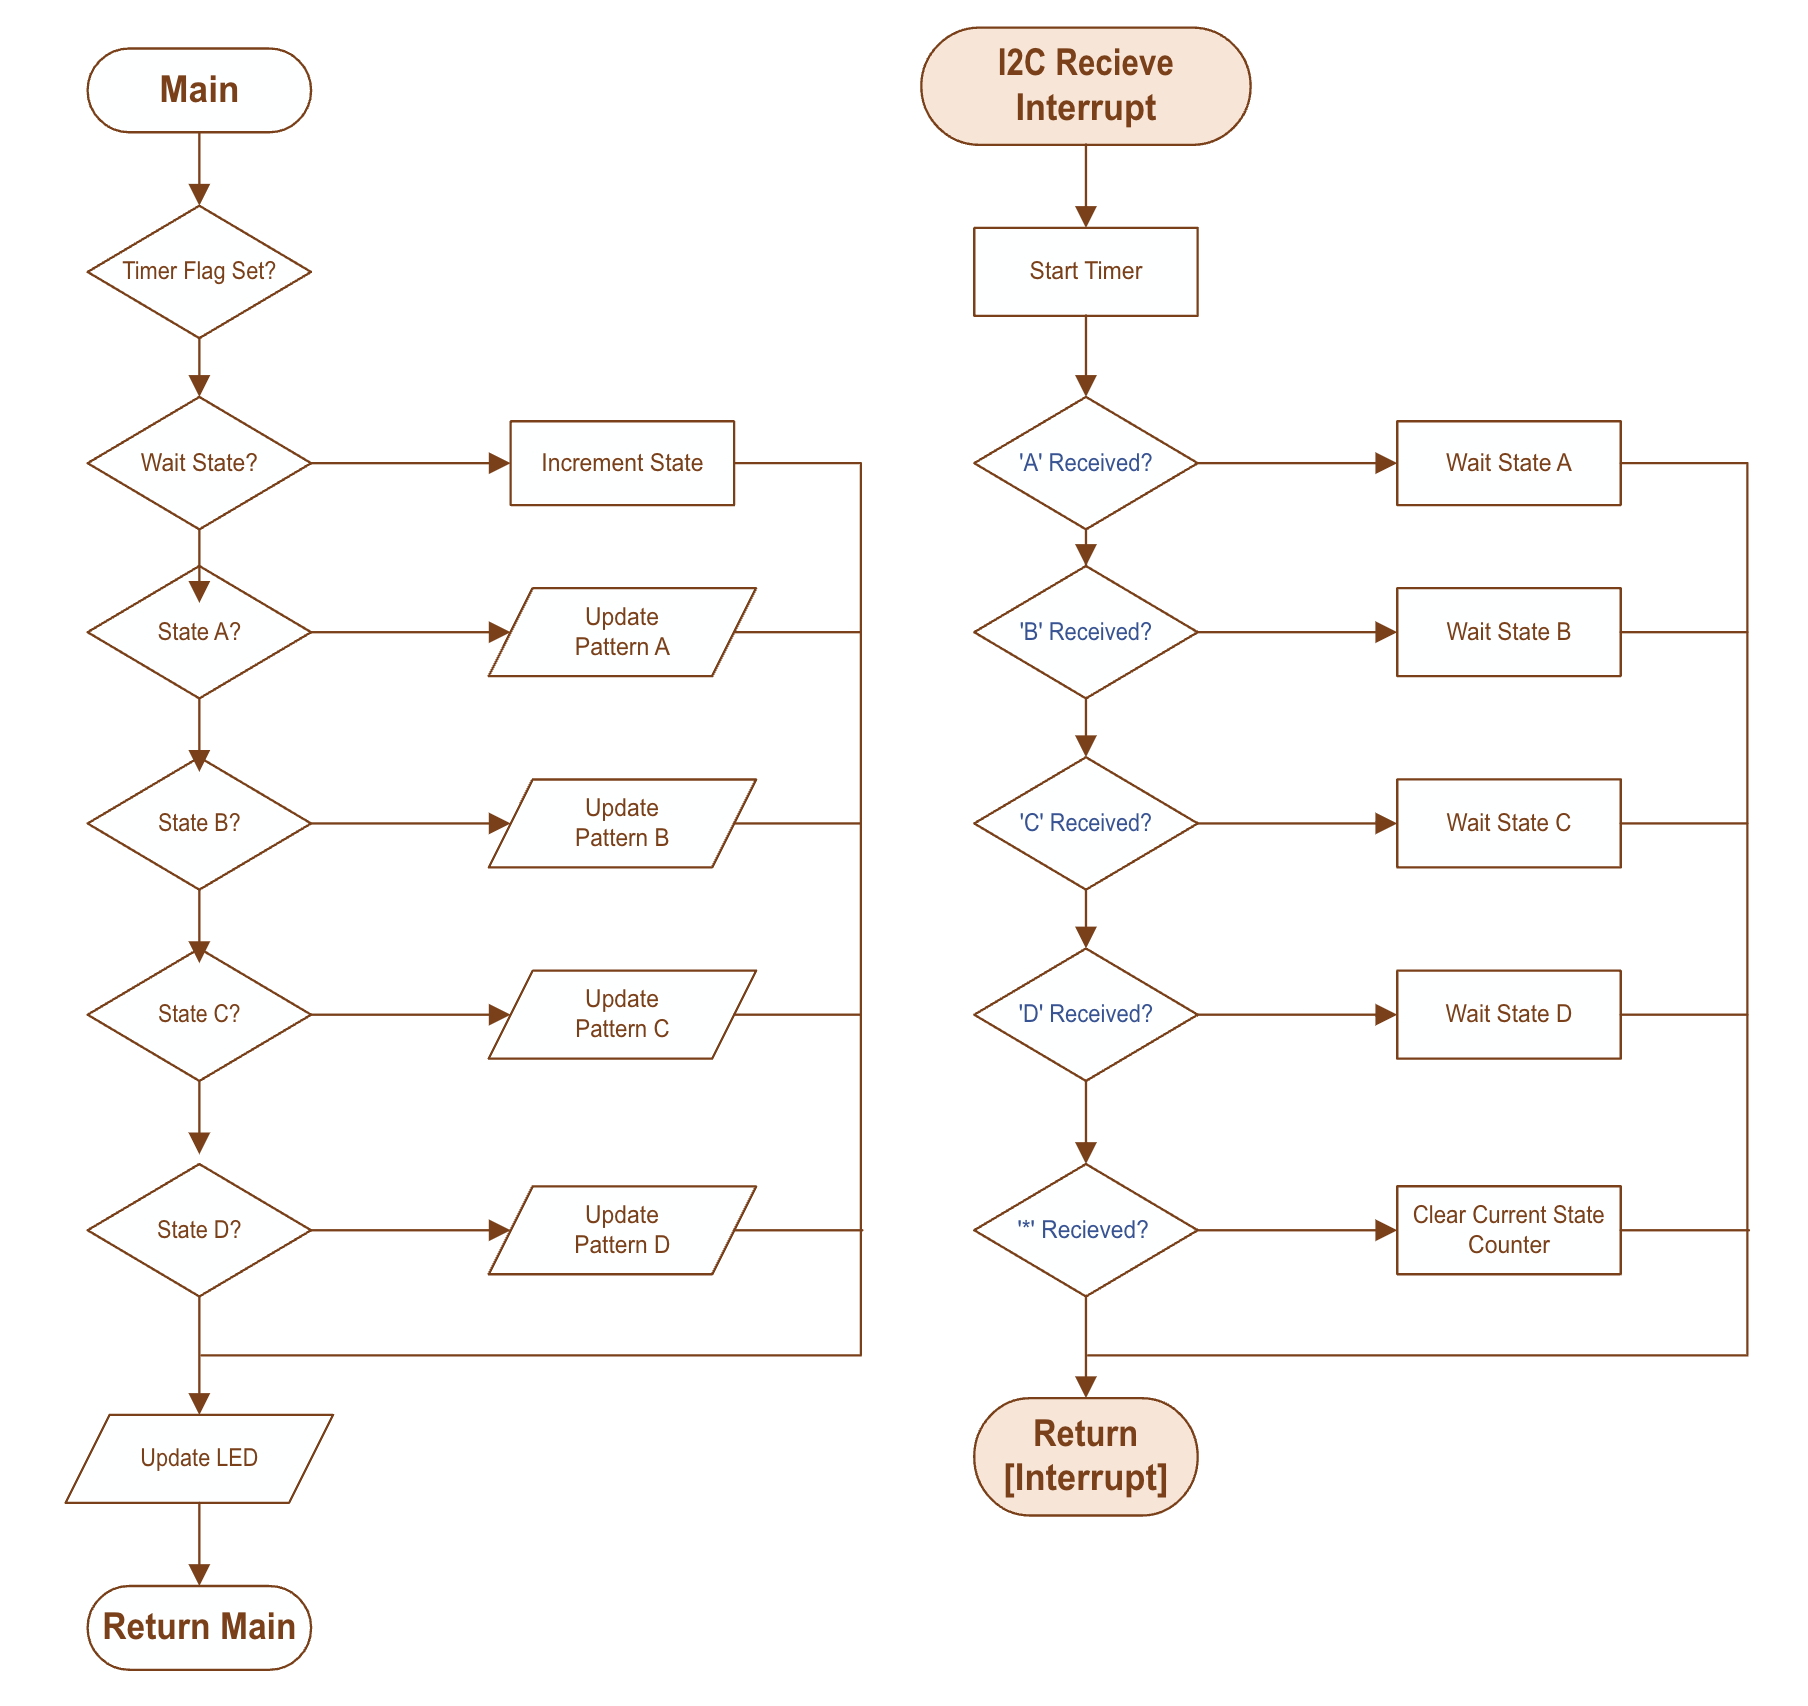 Main
Timer Flag Set?
Wait State?
Increment State
State A?
Update
Pattern A
State B?
Update
Pattern B
State C?
Update
Pattern C
State D?
Update
Pattern D
Update LED
Return Main
I2C Recieve
Interrupt
Start Timer
'A' Received?
Wait State A
'B' Received?
Wait State B
'C' Received?
Wait State C
'D' Received?
Wait State D
'*' Recieved?
Clear Current State
Counter
Return
[Interrupt]